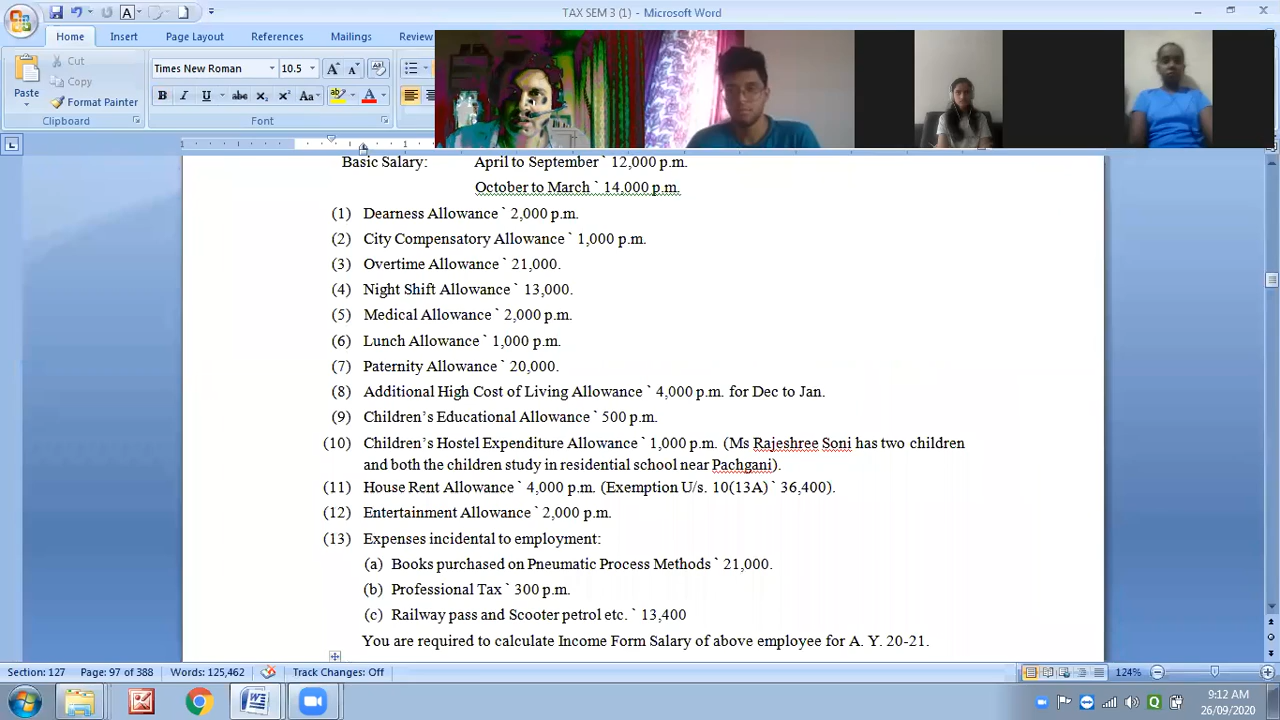 TAX SEM 3 (1) - Microsoft Word
Home Insert Page Layout References Mailings Review
Cut
Copy
Format Painter
Paste
Clipboard
Times New Roman 10.5
Font
Basic Salary: April to September ` 12,000 p.m.
October to March ` 14,000 p.m.
(1) Dearness Allowance ` 2,000 p.m.
(2) City Compensatory Allowance ` 1,000 p.m.
(3) Overtime Allowance ` 21,000.
(4) Night Shift Allowance ` 13,000.
(5) Medical Allowance ` 2,000 p.m.
(6) Lunch Allowance ` 1,000 p.m.
(7) Paternity Allowance ` 20,000.
(8) Additional High Cost of Living Allowance ` 4,000 p.m. for Dec to Jan.
(9) Children's Educational Allowance ` 500 p.m.
(10) Children's Hostel Expenditure Allowance ` 1,000 p.m. (Ms Rajeshree Soni has two children
and both the children study in residential school near Pachgani).
(11) House Rent Allowance ` 4,000 p.m. (Exemption U/s. 10(13A) ` 36,400).
(12) Entertainment Allowance ` 2,000 p.m.
(13) Expenses incidental to employment:
(a) Books purchased on Pneumatic Process Methods ` 21,000.
(b) Professional Tax ` 300 p.m.
(c) Railway pass and Scooter petrol etc. ` 13,400
You are required to calculate Income Form Salary of above employee for A. Y. 20-21.
Section: 127 Page: 97 of 388 Words: 125,462 Track Changes: Off 124%
9:12 AM
26/09/2020